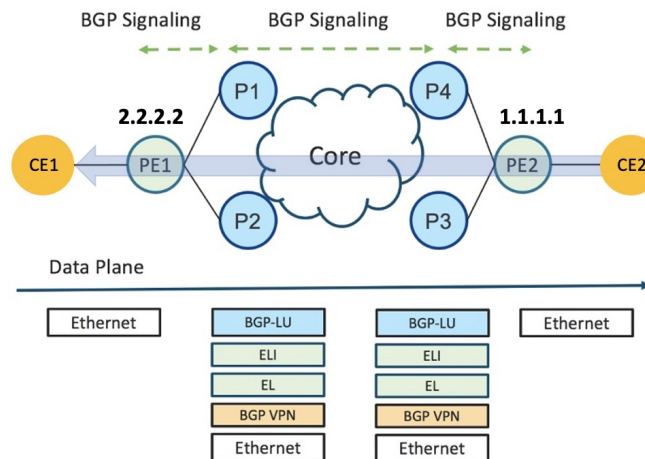 BGP Signaling BGP Signaling BGP Signaling
P1 P4
2.2.2.2 1.1.1.1
CE1 PE1 Core PE2 CE2
P2 P3
Data Plane
Ethernet BGP-LU BGP-LU Ethernet
ELI ELI
EL EL
BGP VPN BGP VPN
Ethernet Ethernet